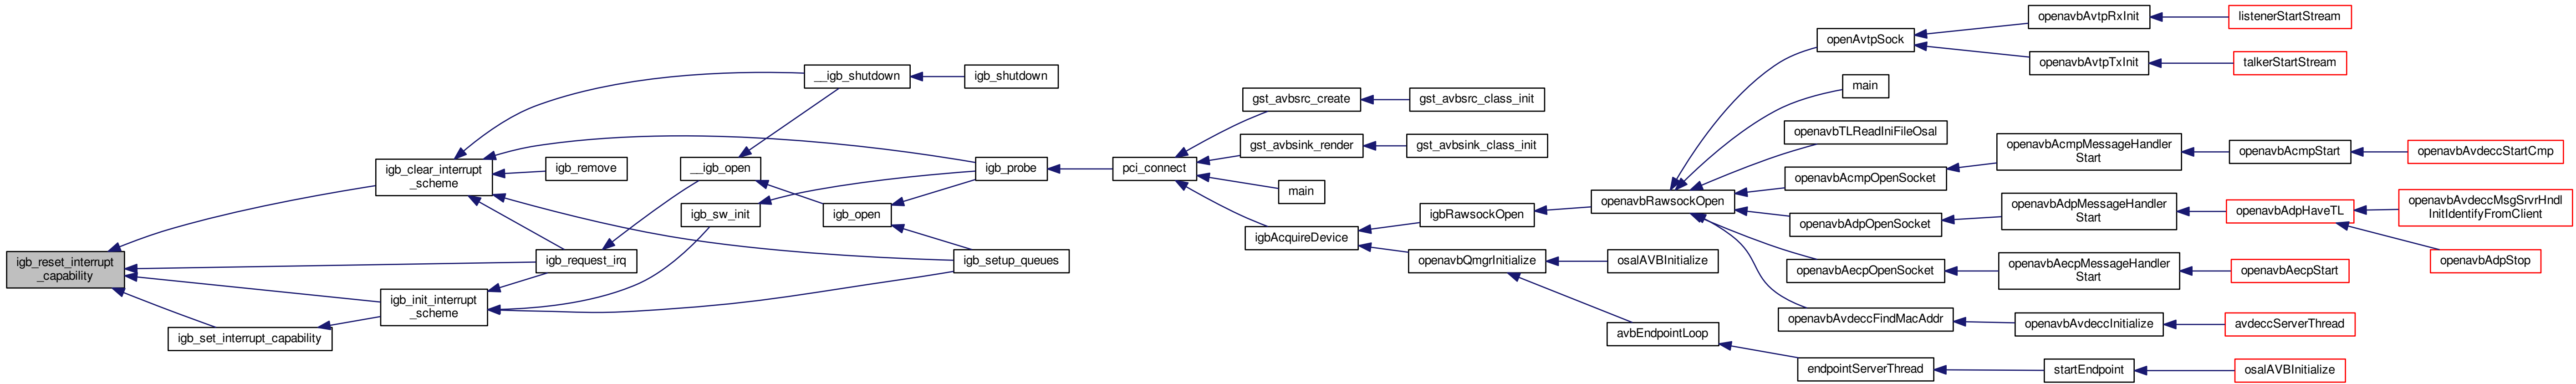 igb_reset_interrupt
_capability
igb_clear_interrupt
_scheme
igb_init_interrupt
_scheme
igb_set_interrupt_capability
igb_remove
igb_request_irq
__igb_shutdown
__igb_open
igb_sw_init
igb_open
igb_shutdown
igb_probe
igb_setup_queues
pci_connect
gst_avbsrc_create
gst_avbsink_render
main
igbAcquireDevice
gst_avbsrc_class_init
gst_avbsink_class_init
igbRawsockOpen
openavbQmgrInitialize
openavbRawsockOpen
osalAVBInitialize
avbEndpointLoop
openAvtpSock
main
openavbTLReadIniFileOsal
openavbAcmpOpenSocket
openavbAdpOpenSocket
openavbAecpOpenSocket
openavbAvdeccFindMacAddr
endpointServerThread
openavbAvtpRxInit
openavbAvtpTxInit
openavbAcmpMessageHandler
Start
openavbAdpMessageHandler
Start
openavbAecpMessageHandler
Start
openavbAvdeccInitialize
startEndpoint
listenerStartStream
talkerStartStream
openavbAcmpStart
openavbAdpHaveTL
openavbAecpStart
avdeccServerThread
osalAVBInitialize
openavbAvdeccStartCmp
openavbAvdeccMsgSrvrHndl
InitIdentifyFromClient
openavbAdpStop